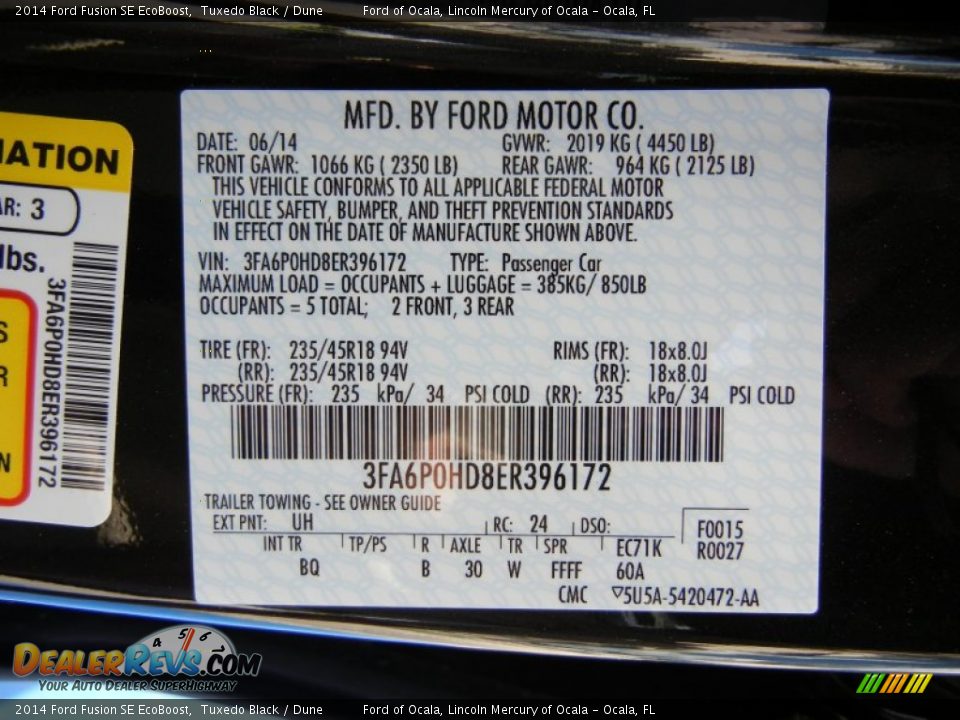 2014 Ford Fusion SE EcoBoost, Tuxedo Black / Dune Ford of Ocala, Lincoln Mercury of Ocala - Ocala, FL
MATION
AR: 3
lbs.
S
R
N
3FA6P0HD8ER396172
MFD. BY FORD MOTOR CO.
DATE: 06/14 GVWR: 2019 KG ( 4450 LB)
FRONT GAWR: 1066 KG ( 2350 LB) REAR GAWR: 964 KG ( 2125 LB)
THIS VEHICLE CONFORMS TO ALL APPLICABLE FEDERAL MOTOR
VEHICLE SAFETY, BUMPER, AND THEFT PREVENTION STANDARDS
IN EFFECT ON THE DATE OF MANUFACTURE SHOWN ABOVE.
VIN: 3FA6P0HD8ER396172 TYPE: Passenger Car
MAXIMUM LOAD = OCCUPANTS + LUGGAGE = 385KG/ 850LB
OCCUPANTS = 5 TOTAL; 2 FRONT, 3 REAR
TIRE (FR): 235/45R18 94V RIMS (FR): 18x8.0J
(RR): 235/45R18 94V (RR): 18x8.0J
PRESSURE (FR): 235 kPa/ 34 PSI COLD (RR): 235 kPa/ 34 PSI COLD
3FA6P0HD8ER396172
TRAILER TOWING - SEE OWNER GUIDE
EXT PNT: UH RC: 24 DSO: F0015
R0027
INT TR TP/PS R AXLE TR SPR EC71K
BQ B 30 W FFFF 60A
CMC ▽5U5A-5420472-AA
4 5 6
DEALERREVS.COM
YOUR AUTO DEALER SUPERHIGHWAY
2014 Ford Fusion SE EcoBoost, Tuxedo Black / Dune Ford of Ocala, Lincoln Mercury of Ocala - Ocala, FL